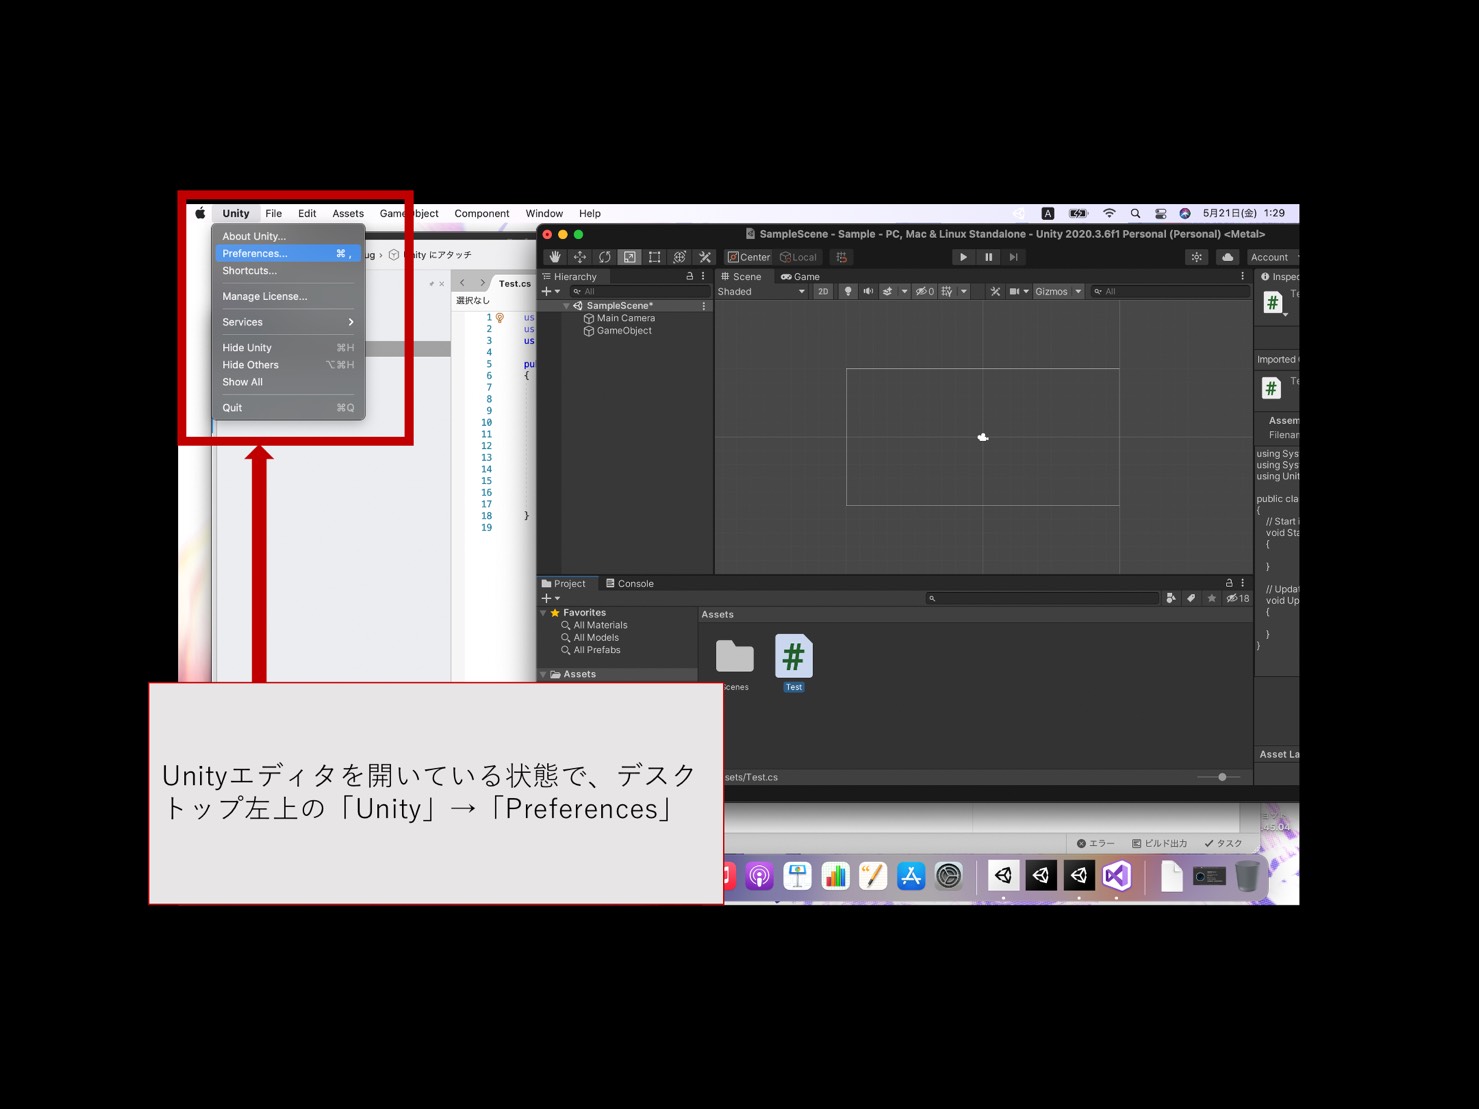 Unity File Edit Assets GameObject Component Window Help
A 5月21日(金) 1:29
About Unity...
Preferences... ⌘ ,
Shortcuts...
Manage License...
Services
Hide Unity ⌘H
Hide Others ⌥⌘H
Show All
Quit ⌘Q
ug › Unity にアタッチ
Test.cs
選択なし
1 us
2 us
3 us
4
5 pu
6 {
7
8
9
10
11
12
13
14
15
16
17
18 }
19
SampleScene - Sample - PC, Mac & Linux Standalone - Unity 2020.3.6f1 Personal (Personal) <Metal>
Center Local
Account
Hierarchy
All
SampleScene*
Main Camera
GameObject
Scene Game
Shaded 2D 0 Gizmos All
Inspec
Te
Imported
Te
Assem
Filenam
using Sys
using Sys
using Unit
public cla
{
// Start i
void Sta
{
}
// Updat
void Up
{
}
}
Asset La
Project Console
18
Favorites
All Materials
All Models
All Prefabs
Assets
Assets
cenes
Test
sets/Test.cs
Unityエディタを開いている状態で、デスク
トップ左上の「Unity」→「Preferences」
エラー ビルド出力 タスク